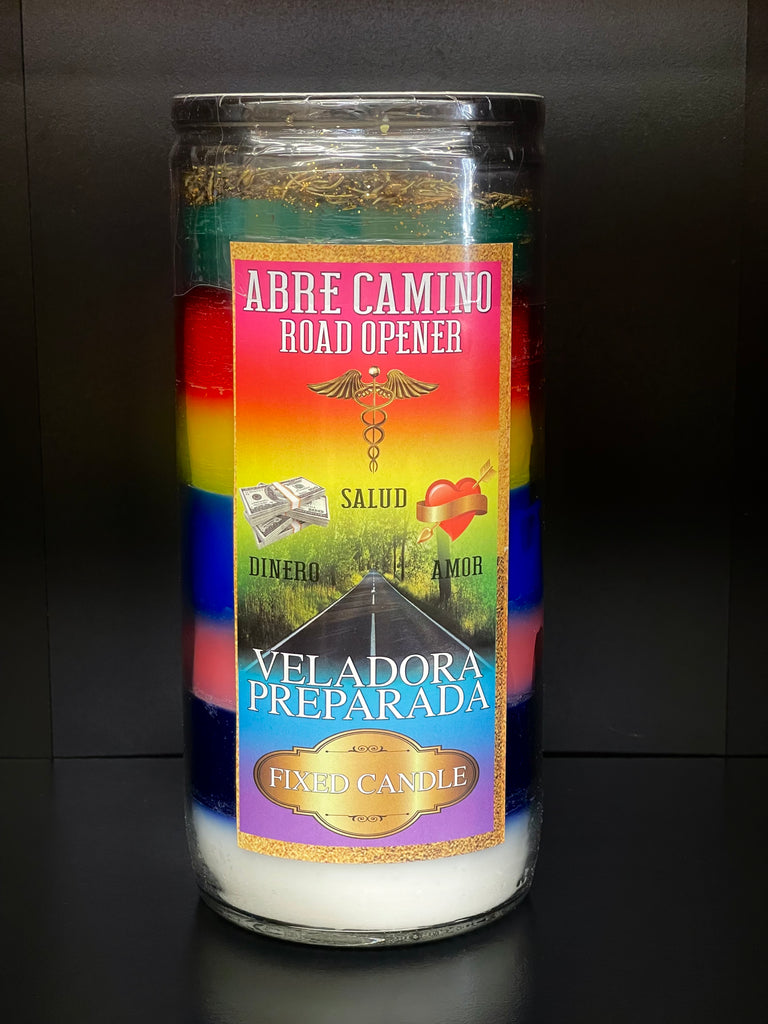 ABRE CAMINO
ROAD OPENER
SALUD
DINERO
AMOR
VELADORA
PREPARADA
FIXED CANDLE